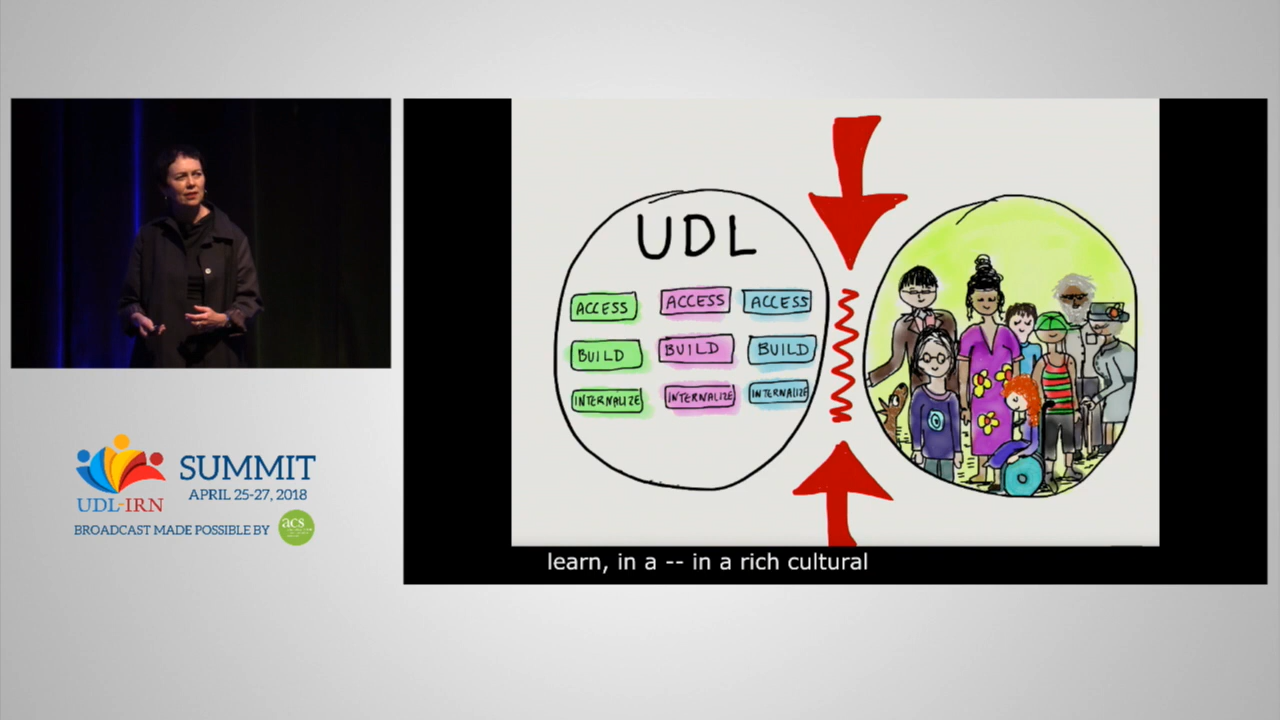 UDL
ACCESS ACCESS ACCESS
BUILD BUILD BUILD
INTERNALIZE INTERNALIZE INTERNALIZE
learn, in a -- in a rich cultural
UDL-IRN
SUMMIT
APRIL 25-27, 2018
BROADCAST MADE POSSIBLE BY
acs